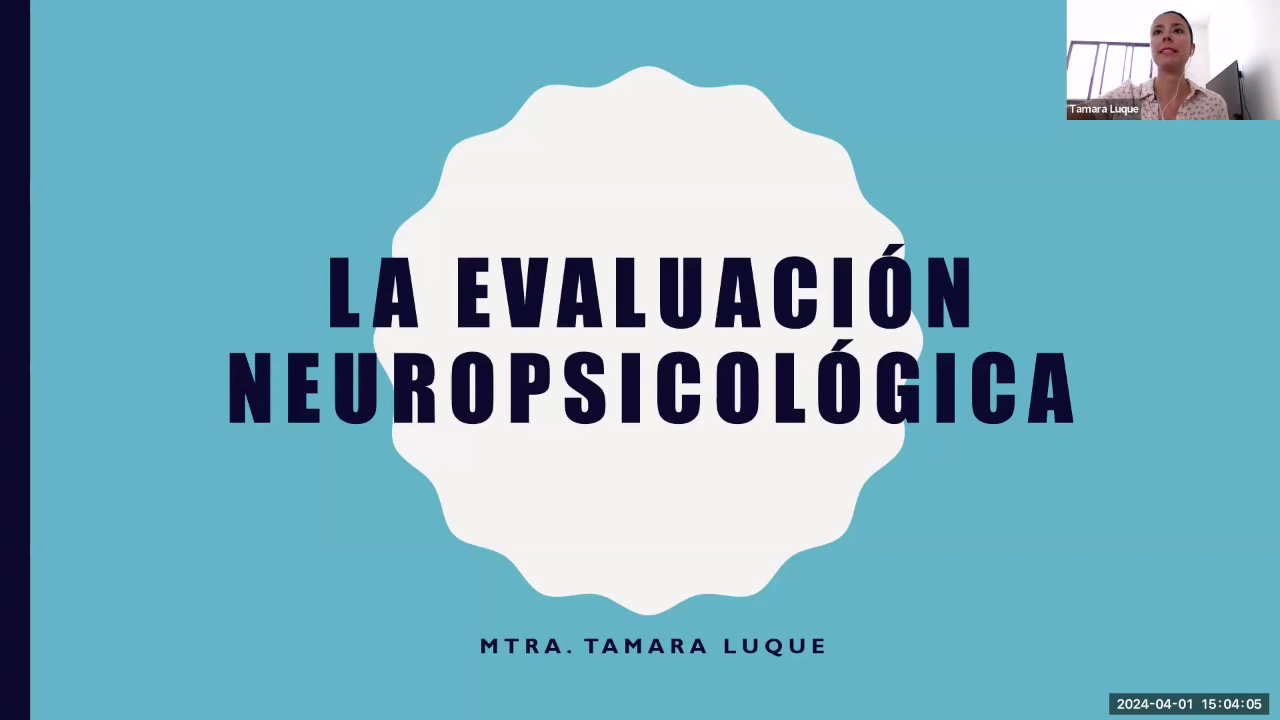 Tamara Luque
LA EVALUACIÓN
NEUROPSICOLÓGICA
MTRA. TAMARA LUQUE
2024-04-01 15:04:05